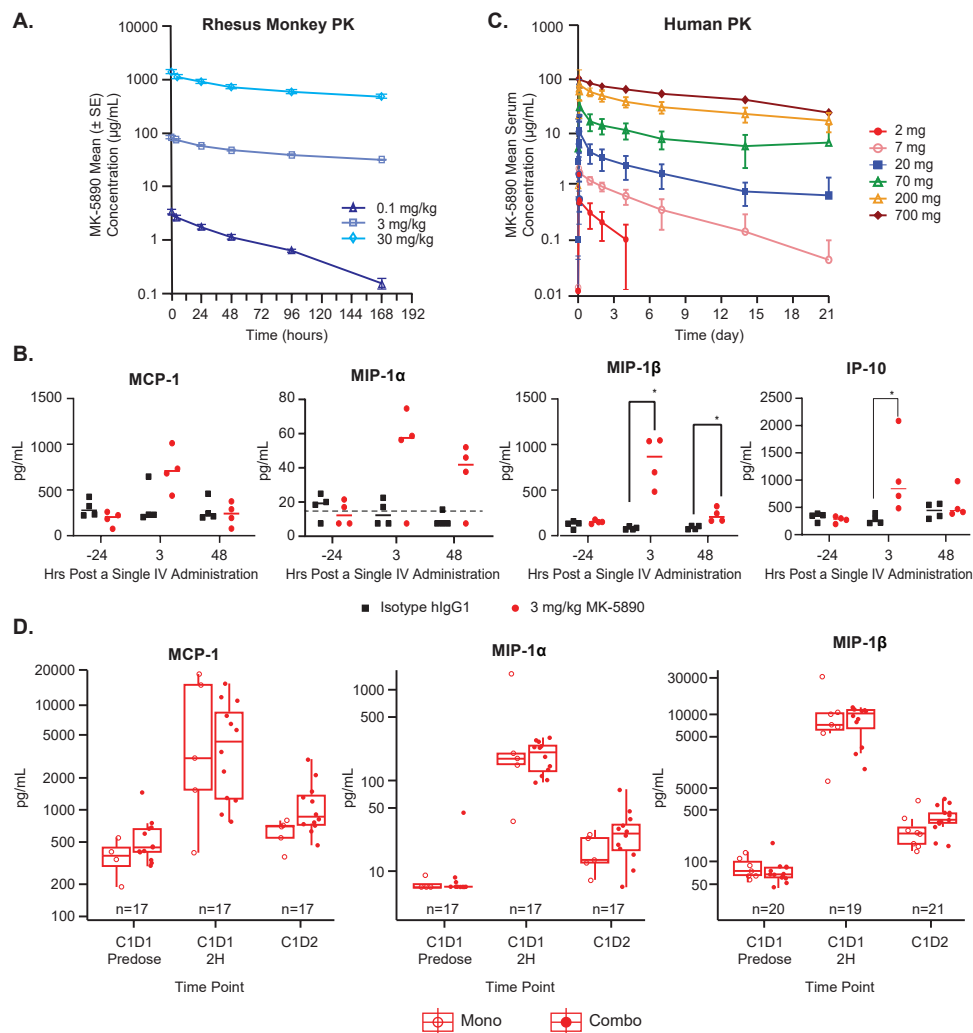 A.
Rhesus Monkey PK
10000
1000
100
10
1
0.1
MK-5890 Mean (± SE)
Concentration (µg/mL)
0.1 mg/kg
3 mg/kg
30 mg/kg
0 24 48 72 96 120 144 168 192
Time (hours)
C.
Human PK
1000
100
10
1
0.1
0.01
MK-5890 Mean Serum
Concentration (µg/mL)
2 mg
7 mg
20 mg
70 mg
200 mg
700 mg
0 3 6 9 12 15 18 21
Time (day)
B.
MCP-1
1500
1000
500
0
pg/mL
-24 3 48
Hrs Post a Single IV Administration
MIP-1α
80
60
40
20
0
pg/mL
-24 3 48
Hrs Post a Single IV Administration
MIP-1β
1500
1000
500
0
pg/mL
* *
-24 3 48
Hrs Post a Single IV Administration
IP-10
2500
2000
1500
1000
500
0
pg/mL
*
-24 3 48
Hrs Post a Single IV Administration
Isotype hIgG1 3 mg/kg MK-5890
D.
MCP-1
20000
10000
5000
2000
1000
500
200
100
pg/mL
n=17 n=17 n=17
C1D1 C1D1 C1D2
Predose 2H
Time Point
MIP-1α
1000
500
100
50
10
pg/mL
n=17 n=17 n=17
C1D1 C1D1 C1D2
Predose 2H
Time Point
MIP-1β
30000
10000
5000
1000
500
100
50
pg/mL
n=20 n=19 n=21
C1D1 C1D1 C1D2
Predose 2H
Time Point
Mono Combo